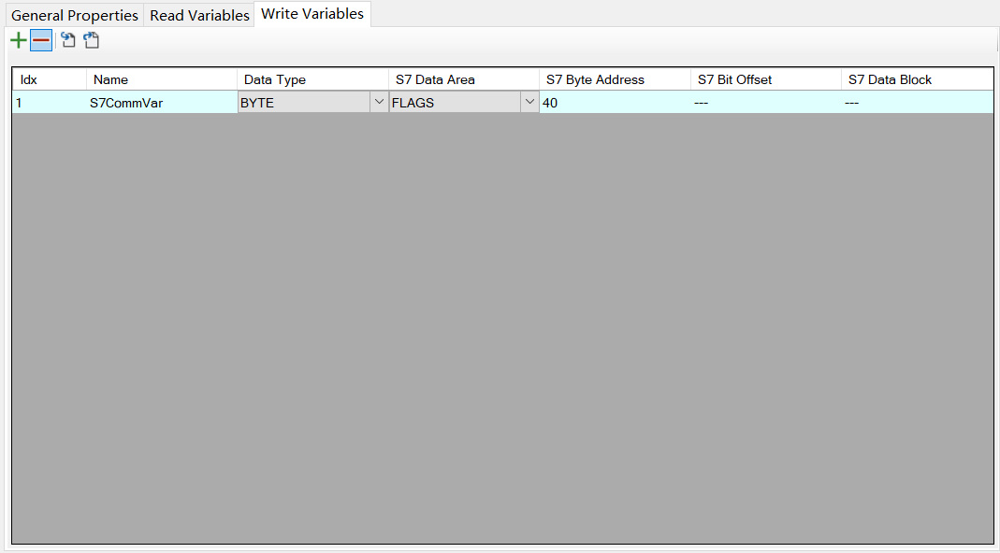 General Properties Read Variables Write Variables
Idx Name Data Type S7 Data Area S7 Byte Address S7 Bit Offset S7 Data Block
1 S7CommVar BYTE FLAGS 40 --- ---